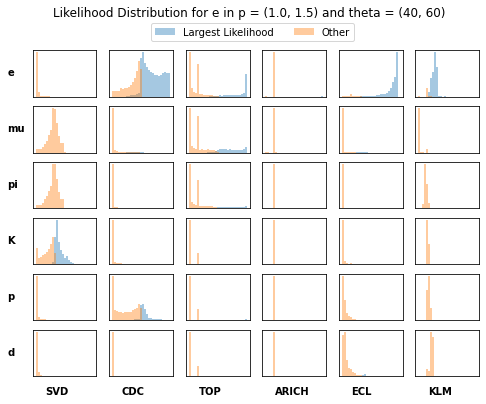 Likelihood Distribution for e in p = (1.0, 1.5) and theta = (40, 60)
Largest Likelihood Other
e
mu
pi
K
p
d
SVD CDC TOP ARICH ECL KLM